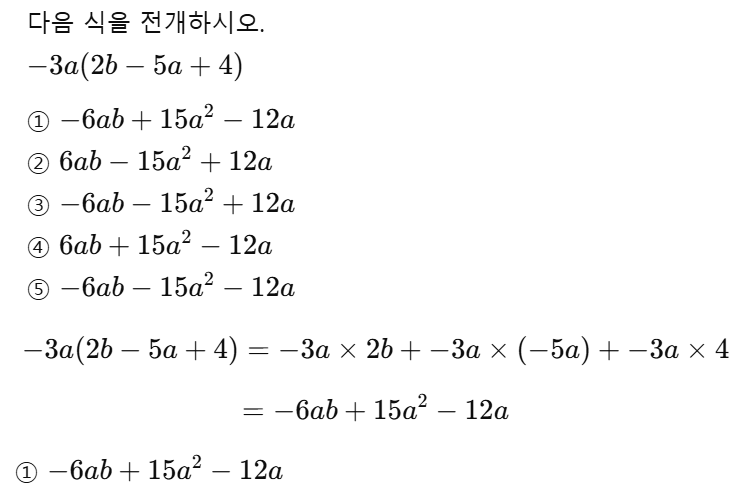 다음 식을 전개하시오.
−3a(2b − 5a + 4)
① −6ab + 15a² − 12a
② 6ab − 15a² + 12a
③ −6ab − 15a² + 12a
④ 6ab + 15a² − 12a
⑤ −6ab − 15a² − 12a
−3a(2b − 5a + 4) = −3a × 2b + −3a × (−5a) + −3a × 4
= −6ab + 15a² − 12a
① −6ab + 15a² − 12a